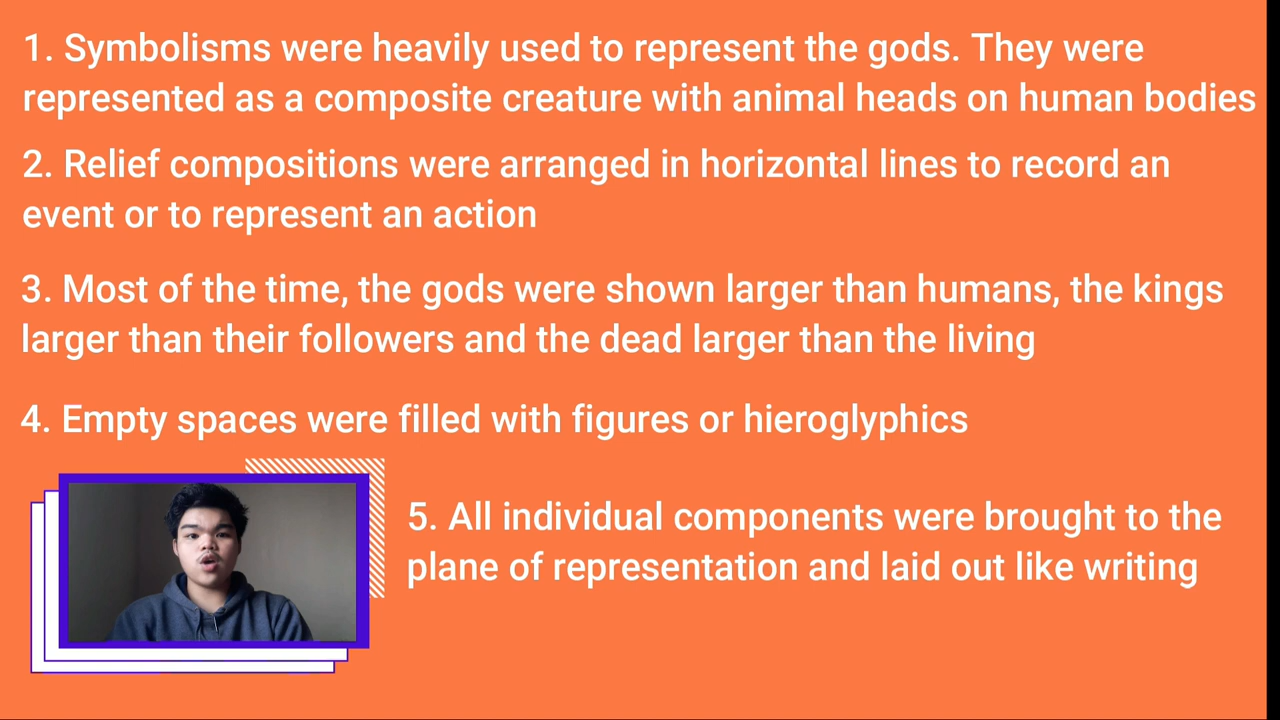 1. Symbolisms were heavily used to represent the gods. They were
represented as a composite creature with animal heads on human bodies
2. Relief compositions were arranged in horizontal lines to record an
event or to represent an action
3. Most of the time, the gods were shown larger than humans, the kings
larger than their followers and the dead larger than the living
4. Empty spaces were filled with figures or hieroglyphics
5. All individual components were brought to the
plane of representation and laid out like writing